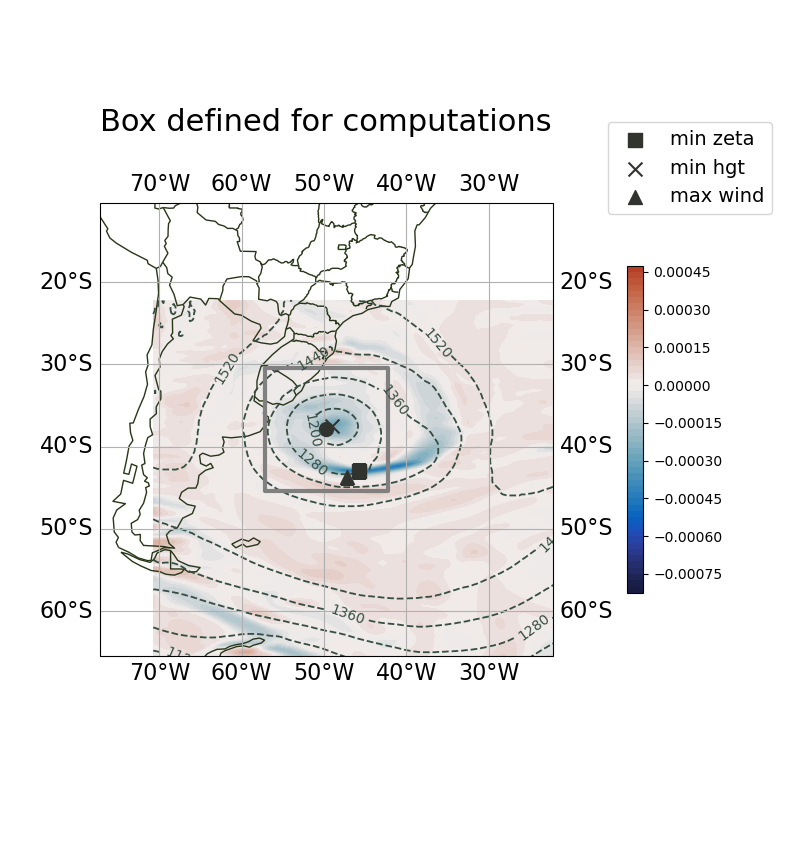 Box defined for computations
min zeta
min hgt
max wind
70°W 60°W 50°W 40°W 30°W
20°S 20°S
30°S 30°S
40°S 40°S
50°S 50°S
60°S 60°S
70°W 60°W 50°W 40°W 30°W
1520
1520
1440
1360
1200
1280
1360
1280
0.00045
0.00030
0.00015
0.00000
−0.00015
−0.00030
−0.00045
−0.00060
−0.00075